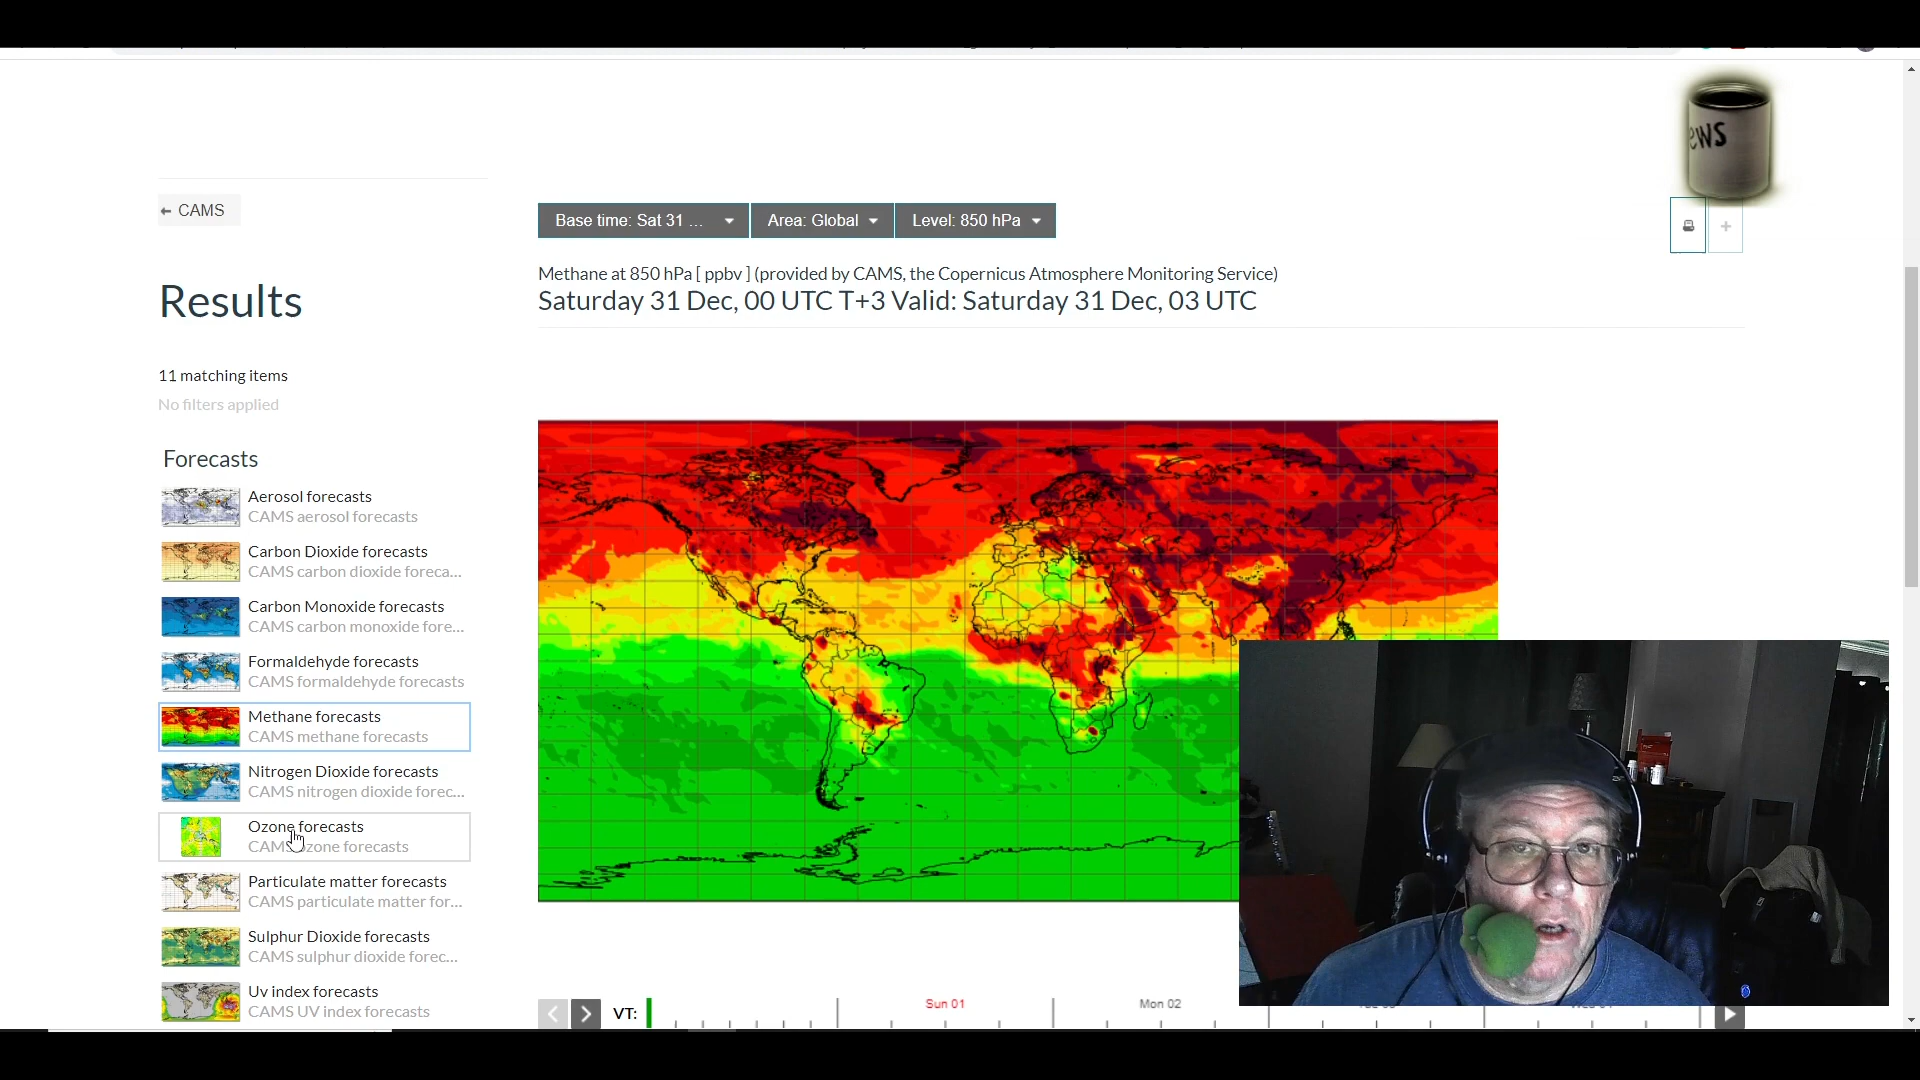 ews
CAMS
Base time: Sat 31 ...
Area: Global
Level: 850 hPa
Methane at 850 hPa [ ppbv ] (provided by CAMS, the Copernicus Atmosphere Monitoring Service)
Saturday 31 Dec, 00 UTC T+3 Valid: Saturday 31 Dec, 03 UTC
Results
11 matching items
No filters applied
Forecasts
Aerosol forecasts
CAMS aerosol forecasts
Carbon Dioxide forecasts
CAMS carbon dioxide foreca...
Carbon Monoxide forecasts
CAMS carbon monoxide fore...
Formaldehyde forecasts
CAMS formaldehyde forecasts
Methane forecasts
CAMS methane forecasts
Nitrogen Dioxide forecasts
CAMS nitrogen dioxide forec...
Ozone forecasts
CAMS ozone forecasts
Particulate matter forecasts
CAMS particulate matter for...
Sulphur Dioxide forecasts
CAMS sulphur dioxide forec...
Uv index forecasts
CAMS UV index forecasts
VT:
Sun 01
Mon 02